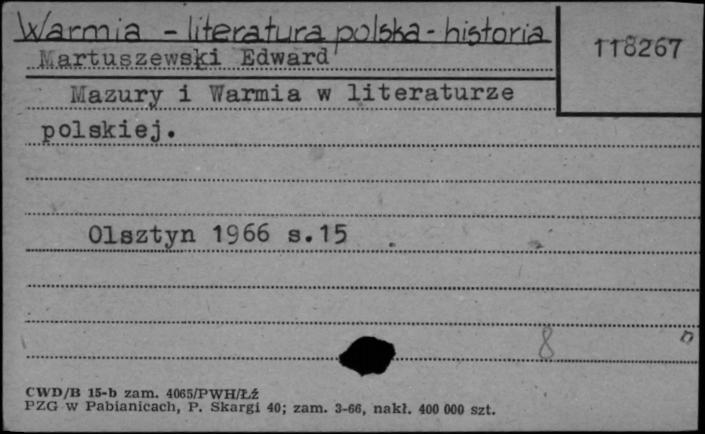 Warmia - literatura polska - historia
118267
Martuszewski Edward
Mazury i Warmia w literaturze
polskiej.
Olsztyn 1966 s.15
8
n
CWD/B 15-b zam. 4065/PWH/Łź
PZG w Pabianicach, P. Skargi 40; zam. 3-66, nakł. 400 000 szt.